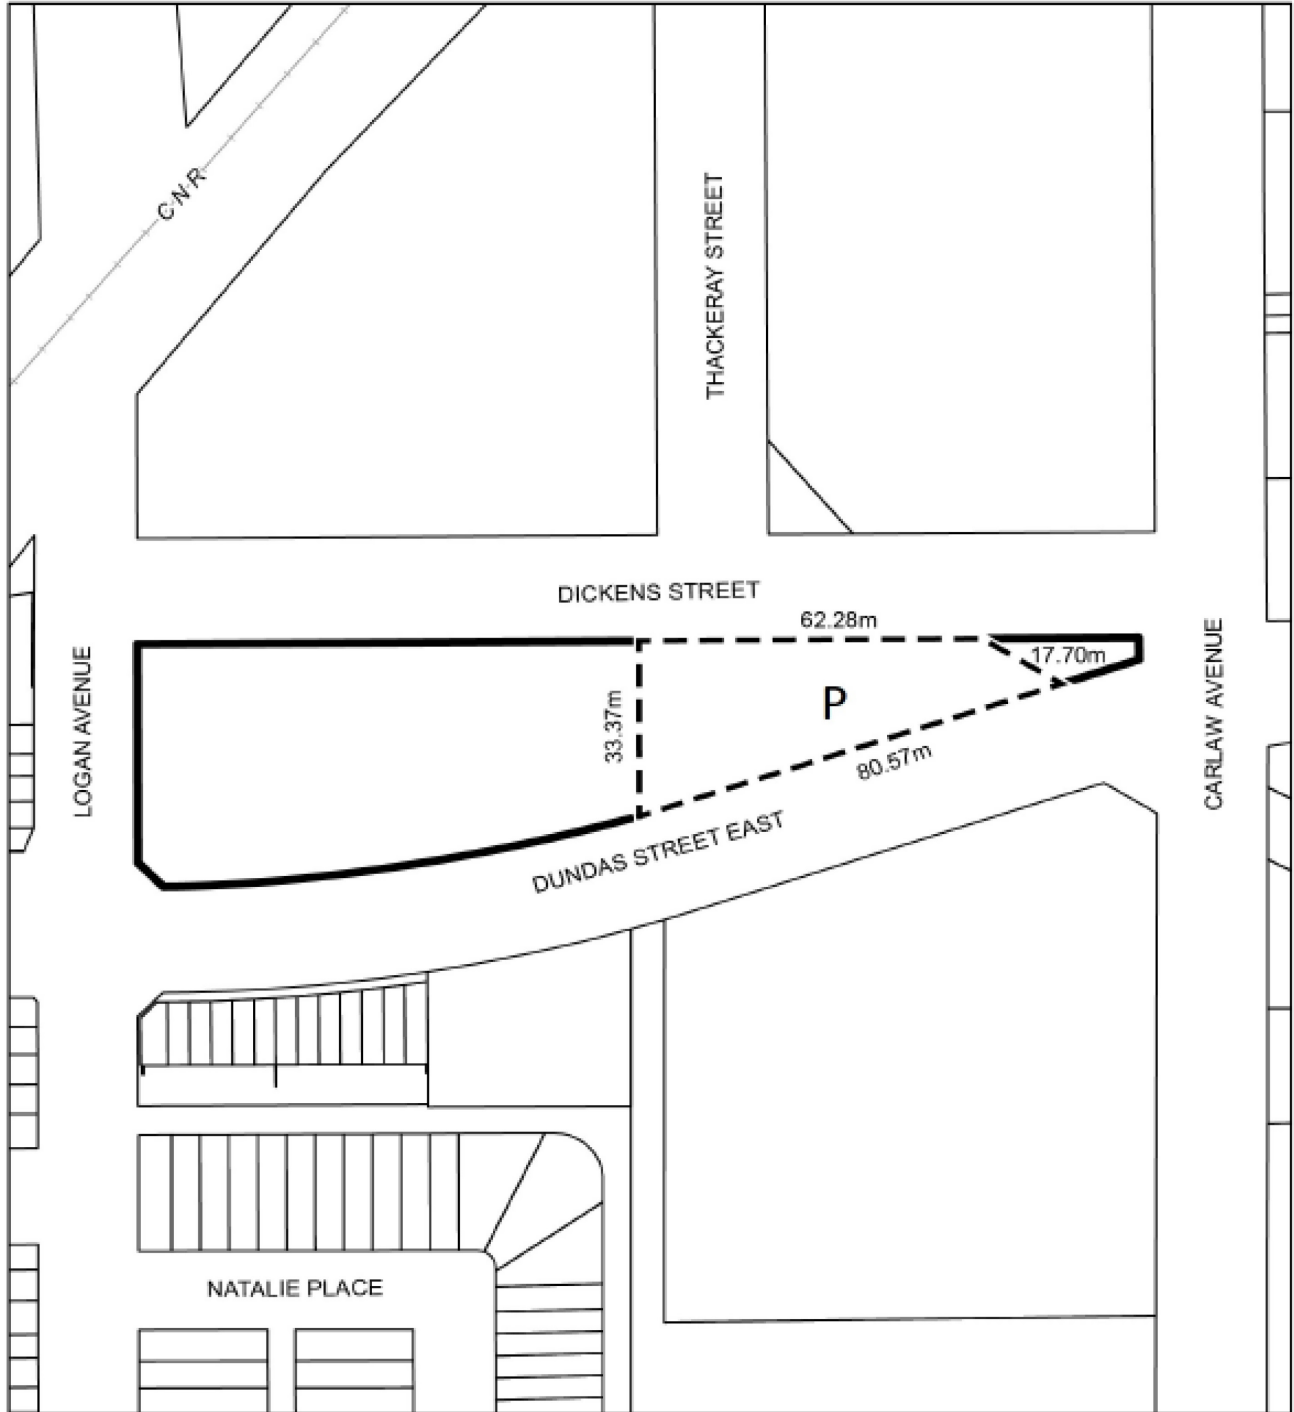 C-N-R
THACKERAY STREET
DICKENS STREET
62.28m
17.70m
LOGAN AVENUE
33.37m
P
80.57m
CARLAW AVENUE
DUNDAS STREET EAST
NATALIE PLACE